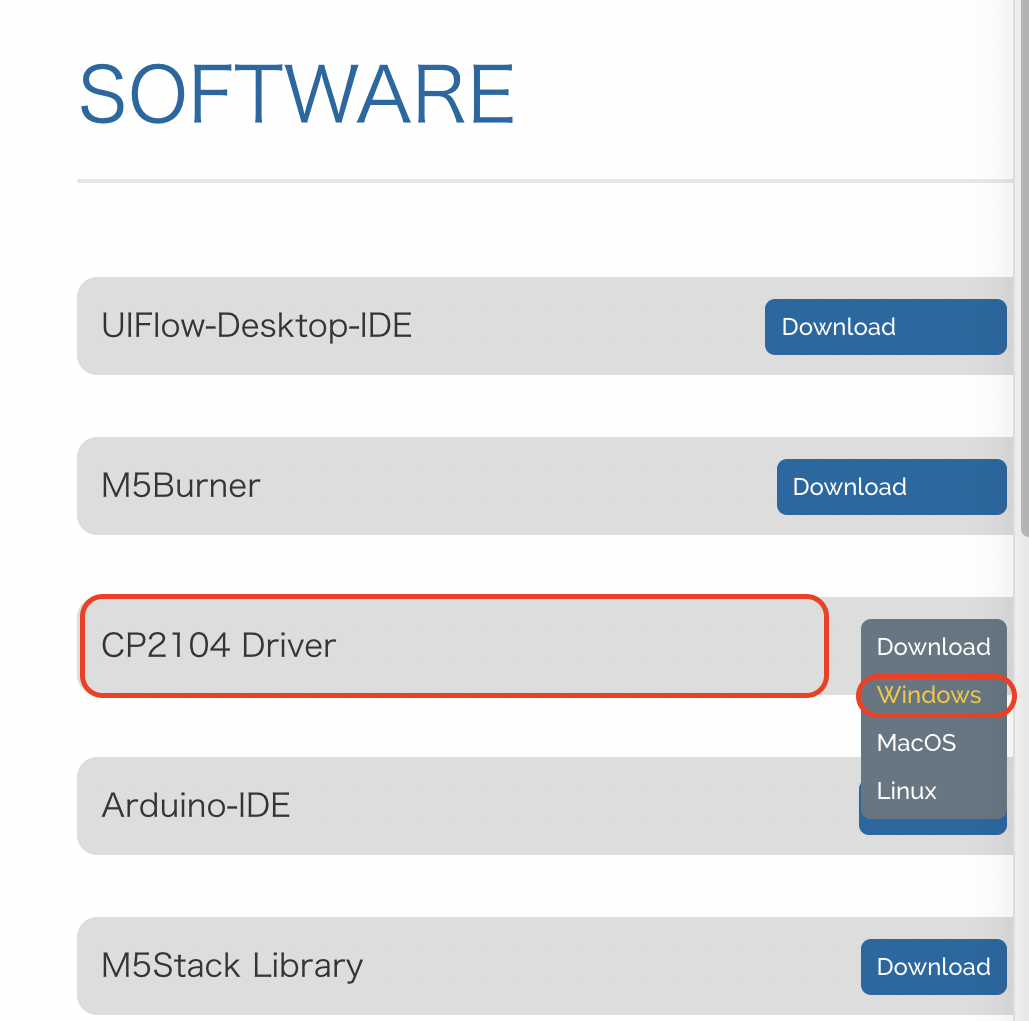 SOFTWARE
UIFlow-Desktop-IDE
Download
M5Burner
Download
CP2104 Driver
Download
Windows
MacOS
Linux
Arduino-IDE
M5Stack Library
Download